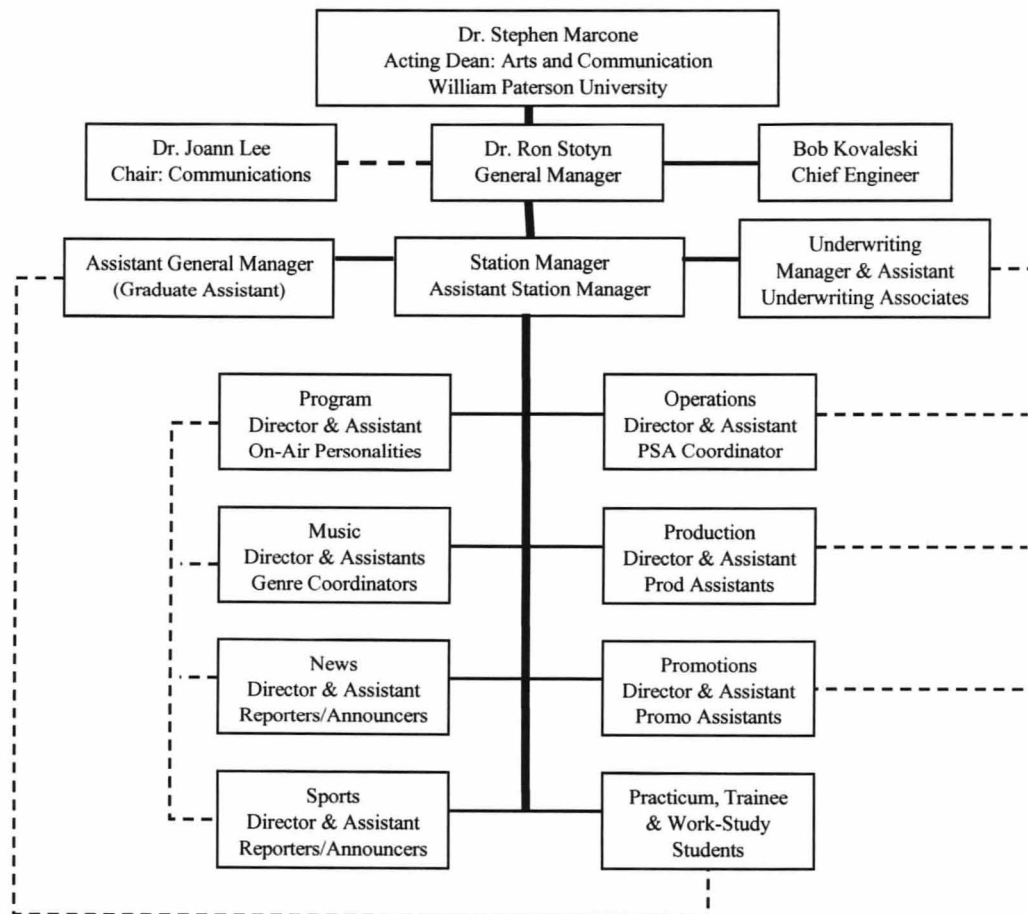 Dr. Stephen Marcone
Acting Dean: Arts and Communication
William Paterson University
Dr. Joann Lee
Chair: Communications
Dr. Ron Stotyn
General Manager
Bob Kovaleski
Chief Engineer
Assistant General Manager
(Graduate Assistant)
Station Manager
Assistant Station Manager
Underwriting
Manager & Assistant
Underwriting Associates
Program
Director & Assistant
On-Air Personalities
Operations
Director & Assistant
PSA Coordinator
Music
Director & Assistants
Genre Coordinators
Production
Director & Assistant
Prod Assistants
News
Director & Assistant
Reporters/Announcers
Promotions
Director & Assistant
Promo Assistants
Sports
Director & Assistant
Reporters/Announcers
Practicum, Trainee
& Work-Study
Students